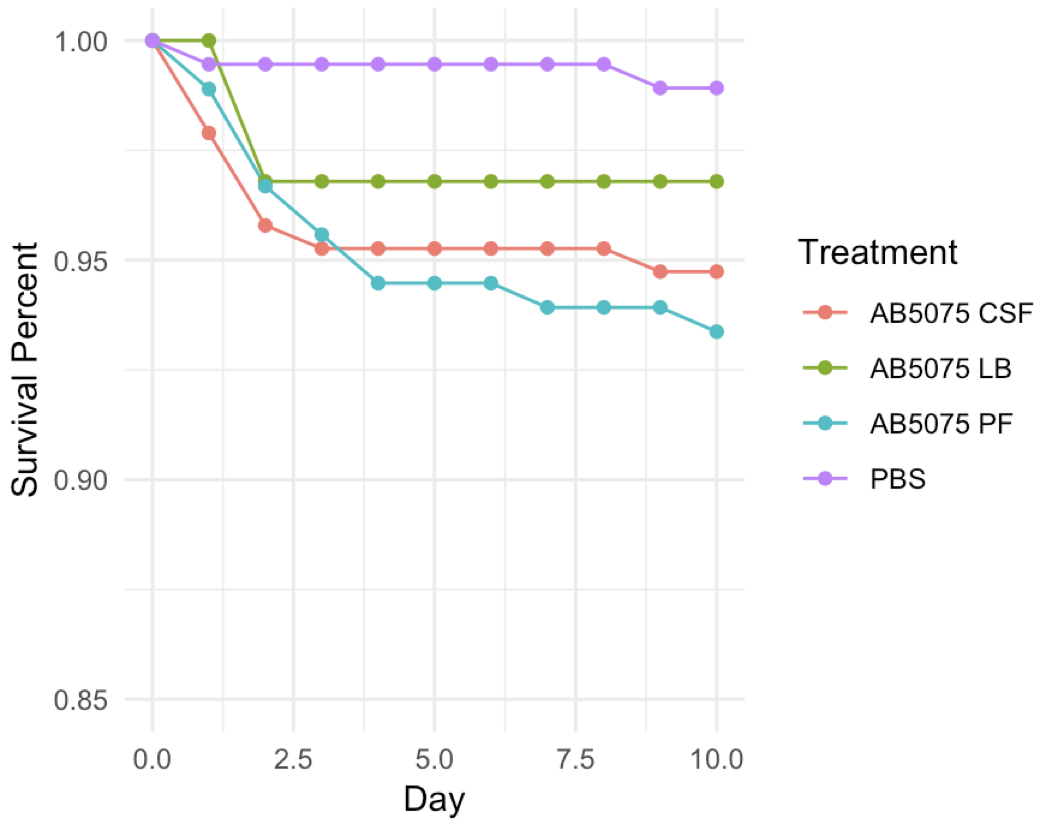 1.00
0.95
0.90
0.85
Survival Percent
0.0 2.5 5.0 7.5 10.0
Day
Treatment
AB5075 CSF
AB5075 LB
AB5075 PF
PBS